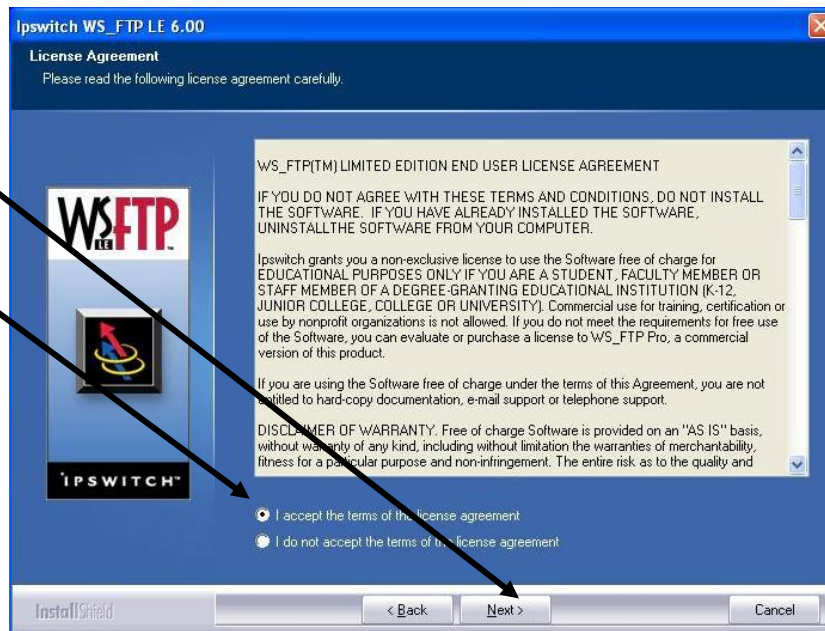 Ipswitch WS_FTP LE 6.00
License Agreement
Please read the following license agreement carefully.
WS_FTP(TM) LIMITED EDITION END USER LICENSE AGREEMENT
IF YOU DO NOT AGREE WITH THESE TERMS AND CONDITIONS, DO NOT INSTALL
THE SOFTWARE. IF YOU HAVE ALREADY INSTALLED THE SOFTWARE,
UNINSTALLTHE SOFTWARE FROM YOUR COMPUTER.
Ipswitch grants you a non-exclusive license to use the Software free of charge for
EDUCATIONAL PURPOSES ONLY IF YOU ARE A STUDENT, FACULTY MEMBER OR
STAFF MEMBER OF A DEGREE-GRANTING EDUCATIONAL INSTITUTION (K-12,
JUNIOR COLLEGE, COLLEGE OR UNIVERSITY). Commercial use for training, certification or
use by nonprofit organizations is not allowed. If you do not meet the requirements for free use
of the Software, you can evaluate or purchase a license to WS_FTP Pro, a commercial
version of this product.
If you are using the Software free of charge under the terms of this Agreement, you are not
entitled to hard-copy documentation, e-mail support or telephone support.
DISCLAIMER OF WARRANTY. Free of charge Software is provided on an "AS IS" basis,
without warranty of any kind, including without limitation the warranties of merchantability,
fitness for a particular purpose and non-infringement. The entire risk as to the quality and
WS FTP
LE
IPSWITCH
I accept the terms of the license agreement
I do not accept the terms of the license agreement
InstallShield
< Back
Next >
Cancel